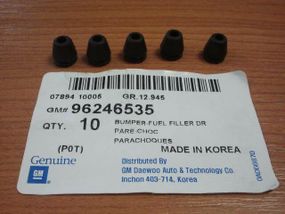 07894 10005 GR.12.945
GM# 96246535
QTY. 10 BUMPER-FUEL FILLER DR
PARE-CHOC
(P0T) PARACHOQUES
MADE IN KOREA
Genuine
GM
Distributed By
GM Daewoo Auto & Technology Co.
Inchon 403-714, Korea